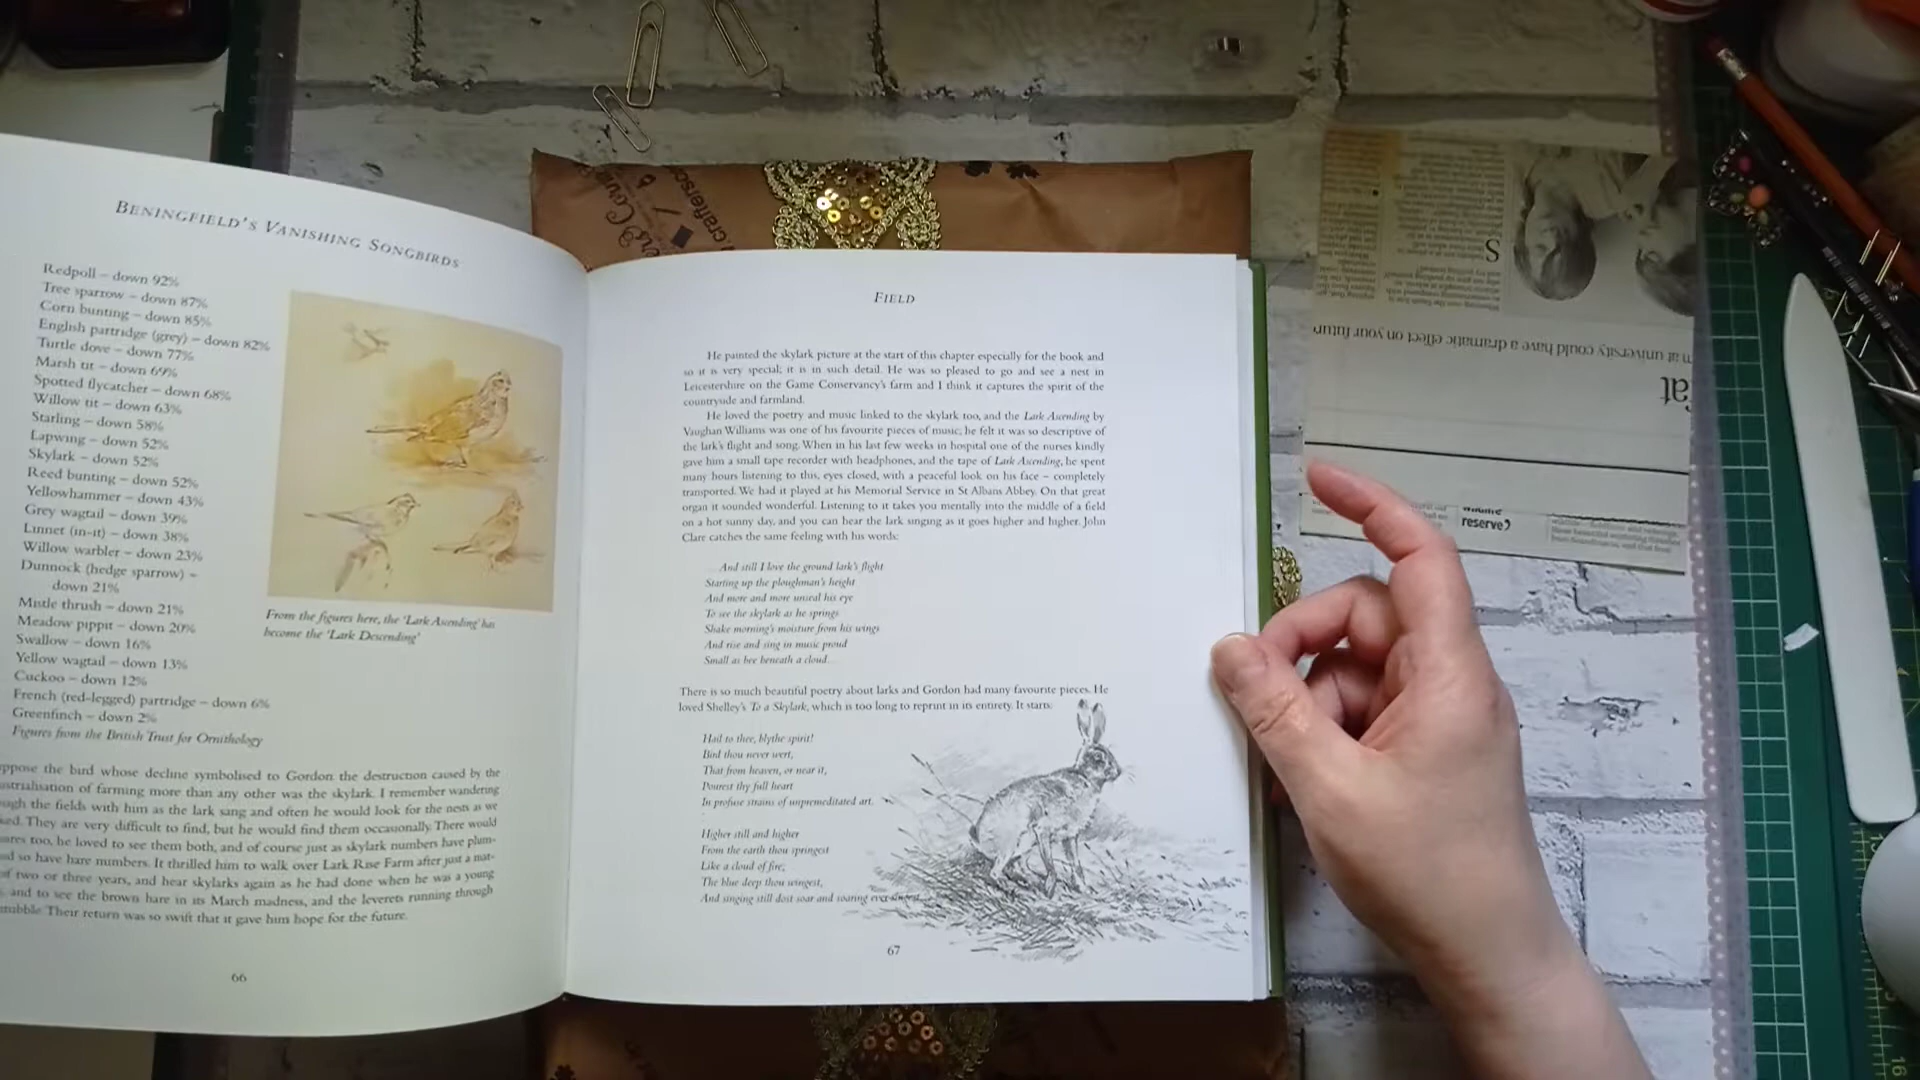 BENINGFIELD'S VANISHING SONGBIRDS
Redpoll – down 92%
Tree sparrow – down 87%
Corn bunting – down 85%
English partridge (grey) – down 82%
Turtle dove – down 77%
Marsh tit – down 69%
Spotted flycatcher – down 68%
Willow tit – down 63%
Starling – down 58%
Lapwing – down 52%
Skylark – down 52%
Reed bunting – down 52%
Yellowhammer – down 43%
Grey wagtail – down 39%
Linnet (in-it) – down 38%
Willow warbler – down 23%
Dunnock (hedge sparrow) –
down 21%
Mistle thrush – down 21%
Meadow pippit – down 20%
Swallow – down 16%
Yellow wagtail – down 13%
Cuckoo – down 12%
French (red-legged) partridge – down 6%
Greenfinch – down 2%
Figures from the British Trust for Ornithology
From the figures here, the 'Lark Ascending' has
become the 'Lark Descending'
the bird whose decline symbolised to Gordon the destruction caused by the
of farming more than any other was the skylark. I remember wandering
the fields with him as the lark sang and often he would look for the nests as we
They are very difficult to find, but he would find them occasionally. There would
too, he loved to see them both, and of course just as skylark numbers have plum-
so have hare numbers. It thrilled him to walk over Lark Rise Farm after just a mat-
of two or three years, and hear skylarks again as he had done when he was a young
and to see the brown hare in its March madness, and the leverets running through
Their return was so swift that it gave him hope for the future.
66
FIELD
He painted the skylark picture at the start of this chapter especially for the book and
so it is very special; it is in such detail. He was so pleased to go and see a nest in
Leicestershire on the Game Conservancy's farm and I think it captures the spirit of the
countryside and farmland.
He loved the poetry and music linked to the skylark too, and the Lark Ascending by
Vaughan Williams was one of his favourite pieces of music; he felt it was so descriptive of
the lark's flight and song. When in his last few weeks in hospital one of the nurses kindly
gave him a small tape recorder with headphones, and the tape of Lark Ascending, he spent
many hours listening to this, eyes closed, with a peaceful look on his face – completely
transported. We had it played at his Memorial Service in St Albans Abbey. On that great
organ it sounded wonderful. Listening to it takes you mentally into the middle of a field
on a hot sunny day, and you can hear the lark singing as it goes higher and higher. John
Clare catches the same feeling with his words:
And still I love the ground lark's flight
Starting up the ploughman's height
And more and more unseal his eye
To see the skylark as he springs
Shake morning's moisture from his wings
And rise and sing in music proud
Small as bee beneath a cloud...
There is so much beautiful poetry about larks and Gordon had many favourite pieces. He
loved Shelley's To a Skylark, which is too long to reprint in its entirety. It starts:
Hail to thee, blythe spirit!
Bird thou never wert,
That from heaven, or near it,
Pourest thy full heart
In profuse strains of unpremeditated art.
Higher still and higher
From the earth thou springest
Like a cloud of fire;
The blue deep thou wingest,
And singing still dost soar and soaring ever singest...
67
at university could have a dramatic effect on your futur
fat
reserve?